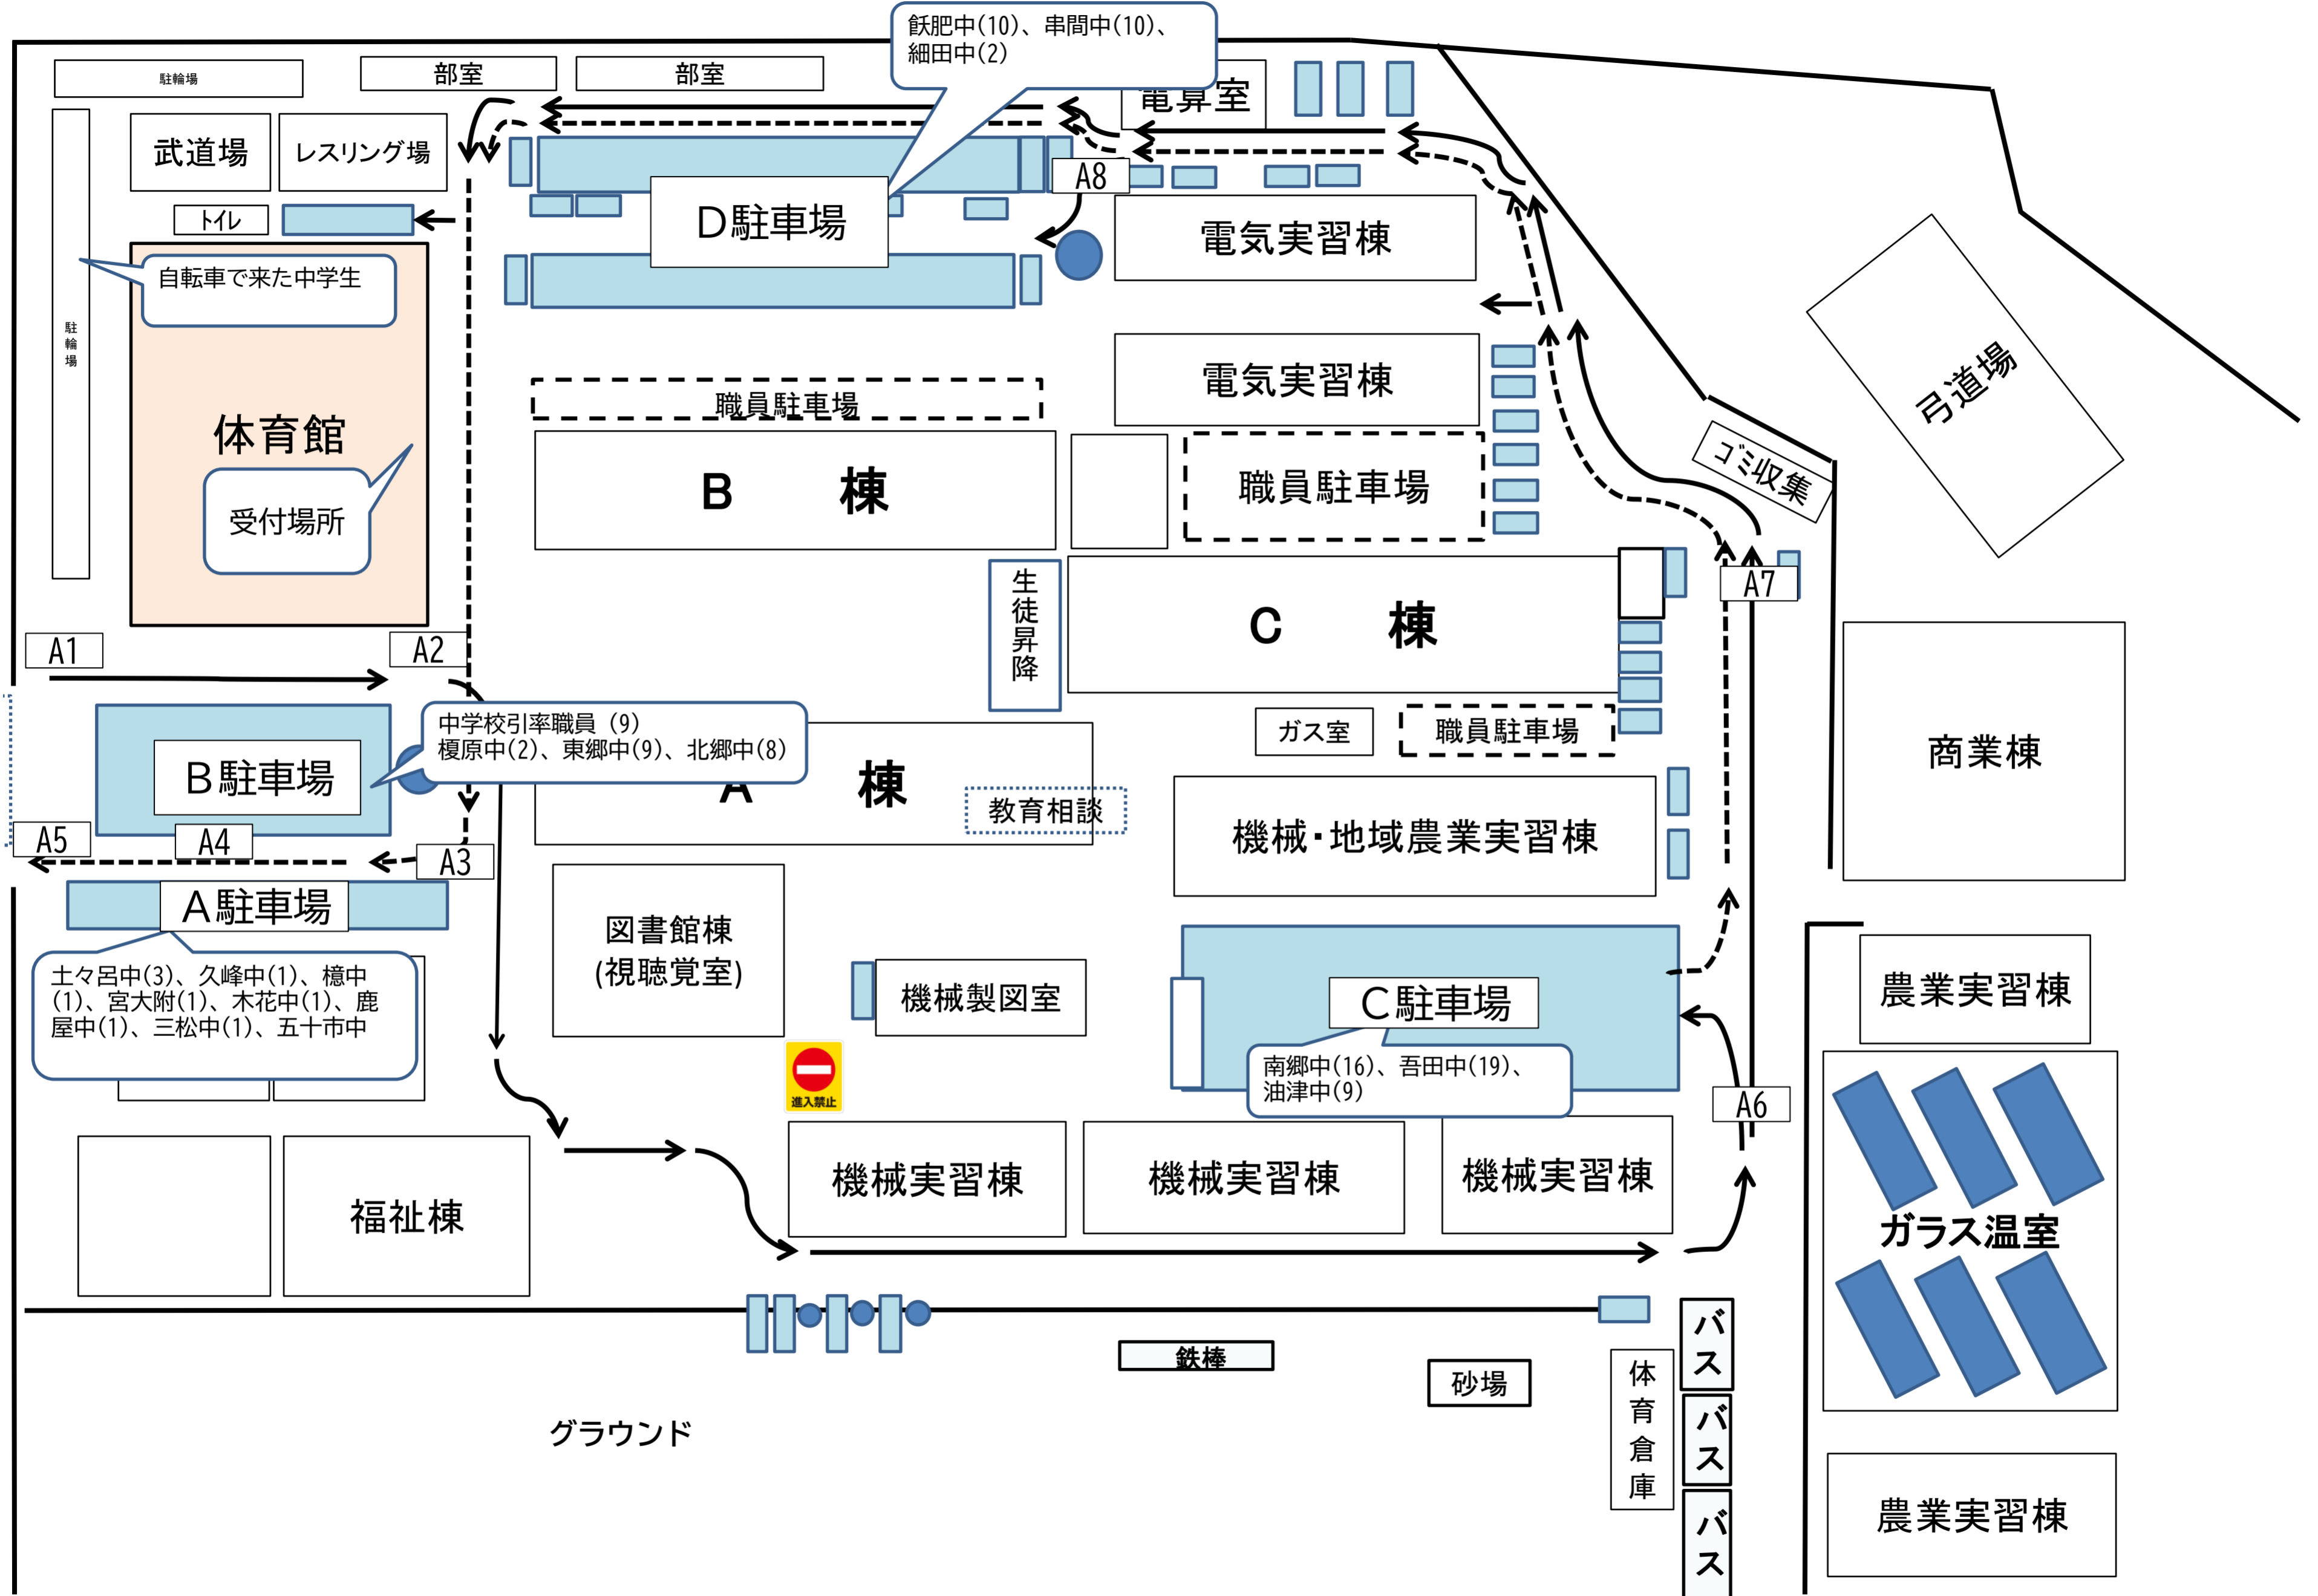 飫肥中(10)、串間中(10)、
細田中(2)
駐輪場
部室
部室
電算室
武道場
レスリング場
A8
トイレ
D駐車場
電気実習棟
自転車で来た中学生
駐輪場
体育館
職員駐車場
電気実習棟
弓道場
受付場所
B 棟
職員駐車場
ゴミ収集
生徒昇降
C 棟
A7
A1
A2
中学校引率職員（9）
榎原中(2)、東郷中(9)、北郷中(8)
ガス室
職員駐車場
商業棟
B駐車場
A 棟
教育相談
機械・地域農業実習棟
A5
A4
A3
A駐車場
図書館棟
(視聴覚室)
機械製図室
C駐車場
農業実習棟
土々呂中(3)、久峰中(1)、檍中
(1)、宮大附(1)、木花中(1)、鹿
屋中(1)、三松中(1)、五十市中
南郷中(16)、吾田中(19)、
油津中(9)
進入禁止
A6
機械実習棟
機械実習棟
機械実習棟
福祉棟
ガラス温室
鉄棒
砂場
バス
体育倉庫
バス
グラウンド
バス
農業実習棟